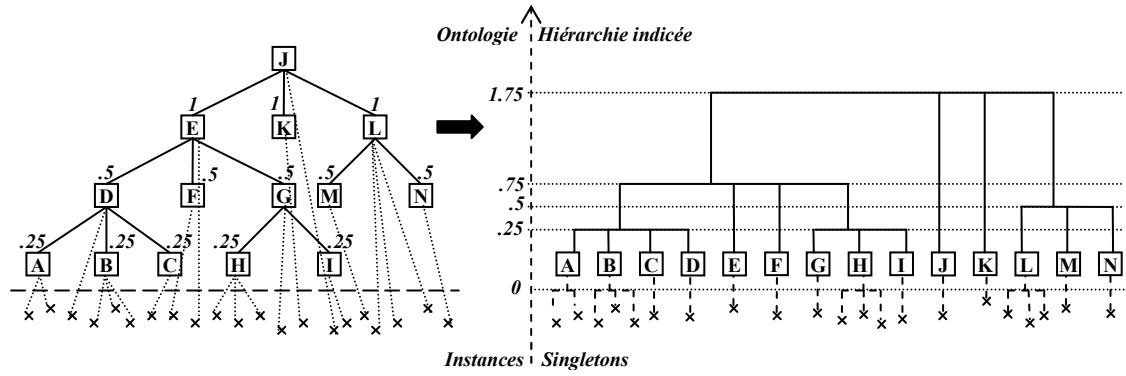 Ontologie Hiérarchie indicée
J
1.75
1 1 1
E K L
.5 .5 .5 .5 .5
.75
D F G M N
.5
.25 .25 .25 .25 .25
.25
A B C H I
A B C D E F G H I J K L M N
0
Instances Singletons